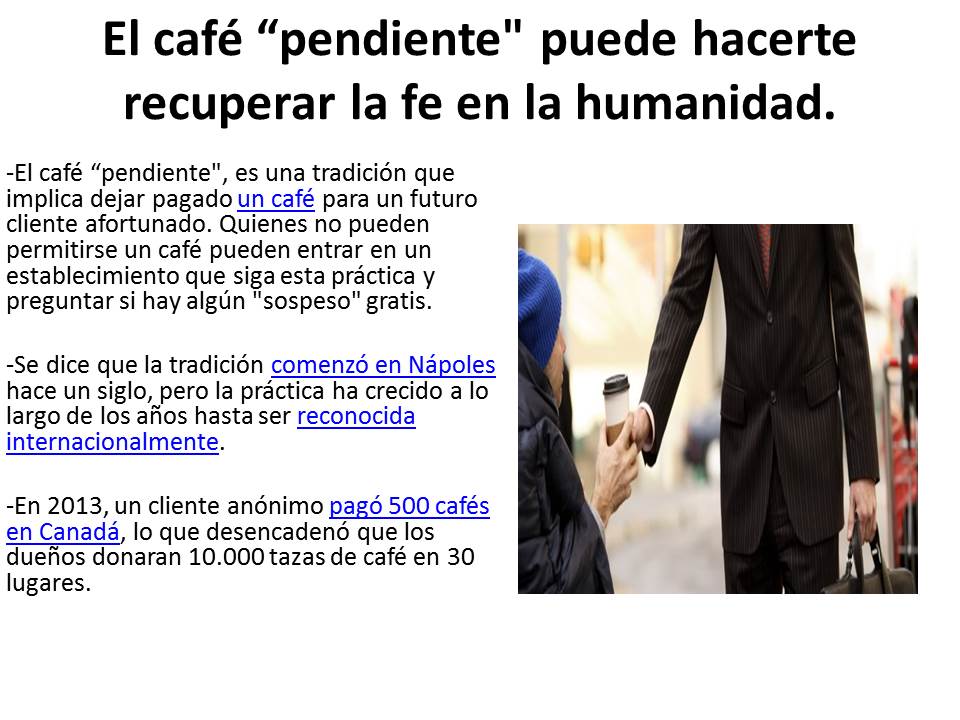 El café “pendiente" puede hacerte
recuperar la fe en la humanidad.
-El café “pendiente", es una tradición que
implica dejar pagado un café para un futuro
cliente afortunado. Quienes no pueden
permitirse un café pueden entrar en un
establecimiento que siga esta práctica y
preguntar si hay algún "sospeso" gratis.
-Se dice que la tradición comenzó en Nápoles
hace un siglo, pero la práctica ha crecido a lo
largo de los años hasta ser reconocida
internacionalmente.
-En 2013, un cliente anónimo pagó 500 cafés
en Canadá, lo que desencadenó que los
dueños donaran 10.000 tazas de café en 30
lugares.